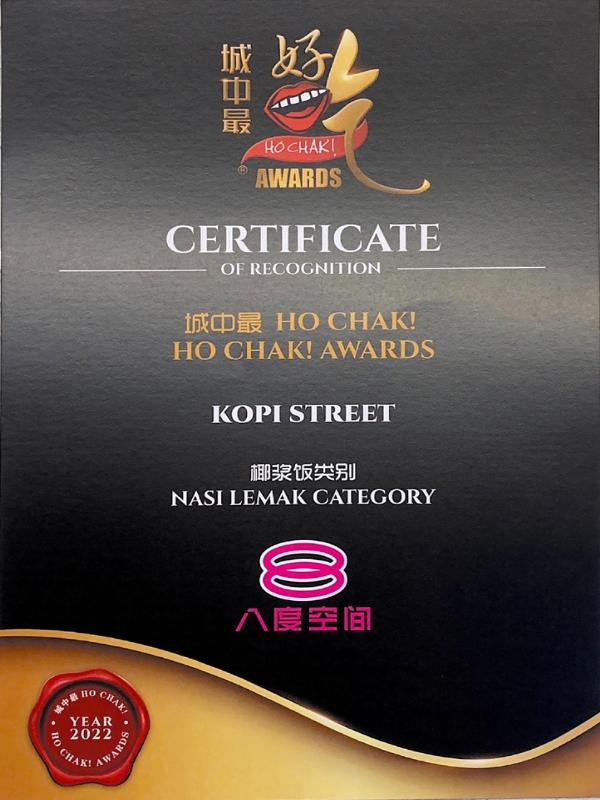 城中最
好吃
HO CHAK!
® AWARDS
CERTIFICATE
OF RECOGNITION
城中最 HO CHAK!
HO CHAK! AWARDS
KOPI STREET
椰浆饭类别
NASI LEMAK CATEGORY
八度空间
城中最 HO CHAK!
YEAR
2022
HO CHAK! AWARDS